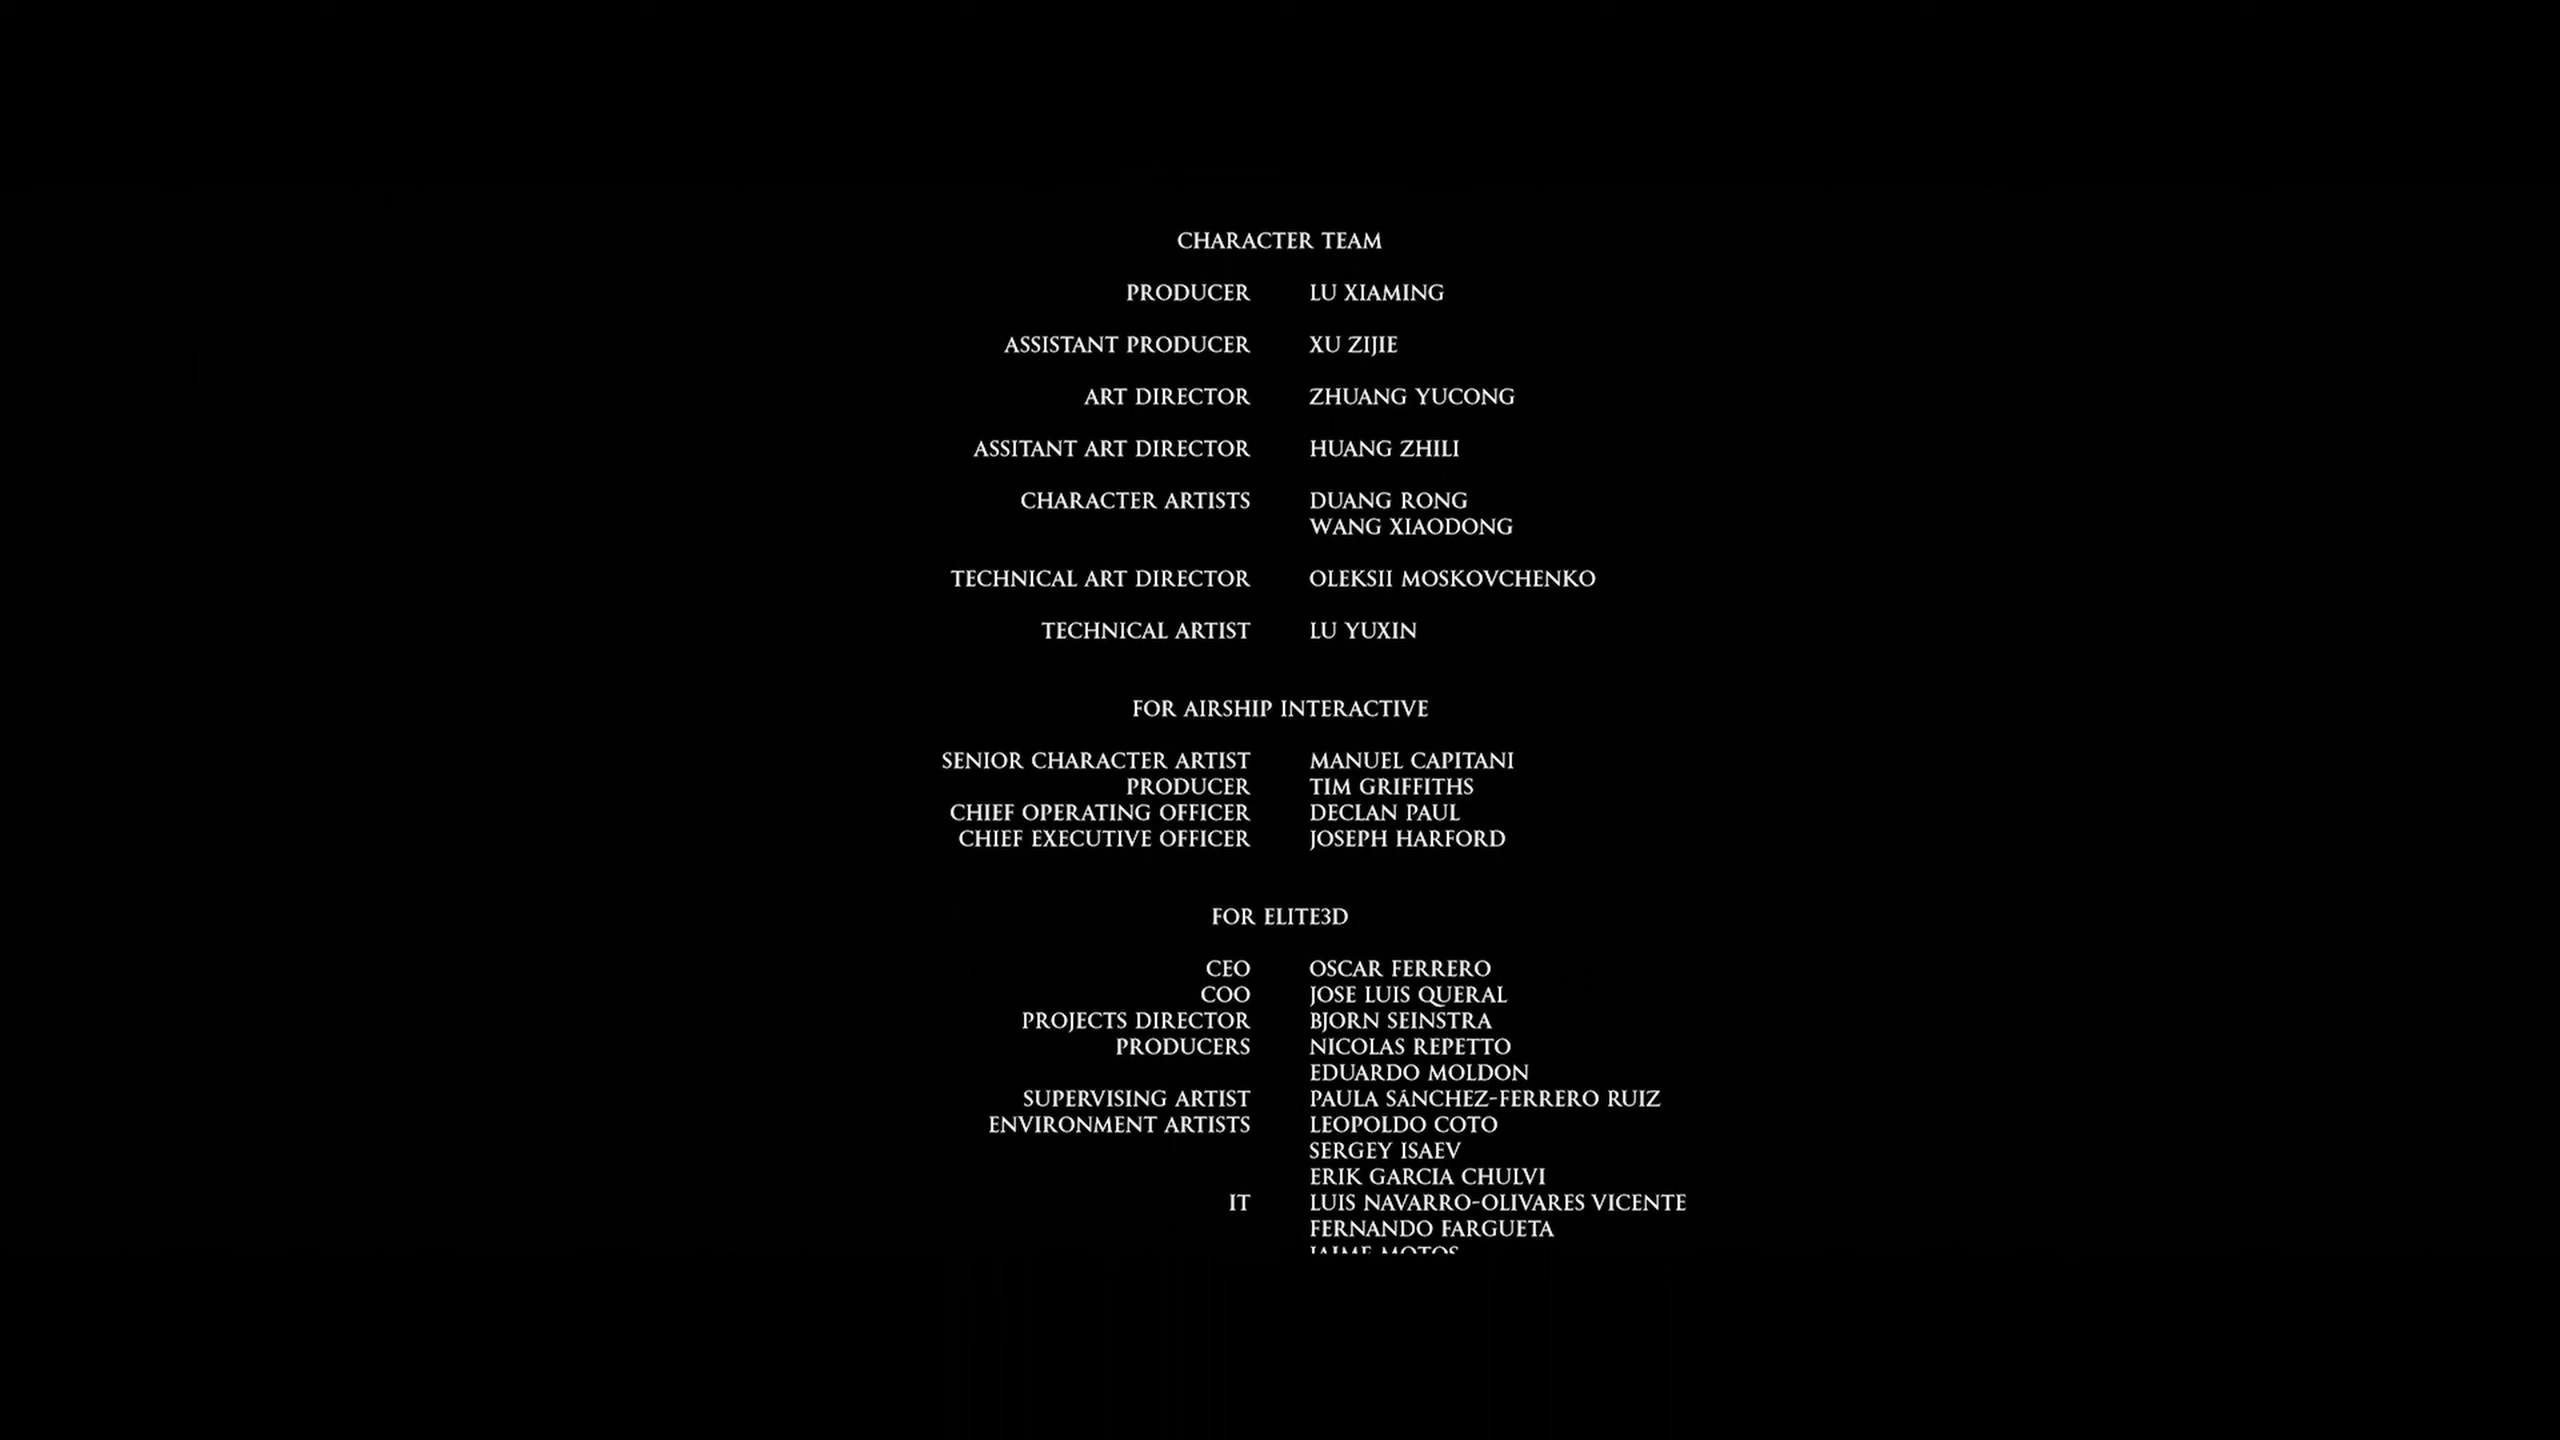 CHARACTER TEAM
PRODUCER LU XIAMING
ASSISTANT PRODUCER XU ZIJIE
ART DIRECTOR ZHUANG YUCONG
ASSITANT ART DIRECTOR HUANG ZHILI
CHARACTER ARTISTS DUANG RONG
WANG XIAODONG
TECHNICAL ART DIRECTOR OLEKSII MOSKOVCHENKO
TECHNICAL ARTIST LU YUXIN
FOR AIRSHIP INTERACTIVE
SENIOR CHARACTER ARTIST MANUEL CAPITANI
PRODUCER TIM GRIFFITHS
CHIEF OPERATING OFFICER DECLAN PAUL
CHIEF EXECUTIVE OFFICER JOSEPH HARFORD
FOR ELITE3D
CEO OSCAR FERRERO
COO JOSE LUIS QUERAL
PROJECTS DIRECTOR BJORN SEINSTRA
PRODUCERS NICOLAS REPETTO
EDUARDO MOLDON
SUPERVISING ARTIST PAULA SÁNCHEZ-FERRERO RUIZ
ENVIRONMENT ARTISTS LEOPOLDO COTO
SERGEY ISAEV
ERIK GARCIA CHULVI
IT LUIS NAVARRO-OLIVARES VICENTE
FERNANDO FARGUETA
JAIME MOTOS